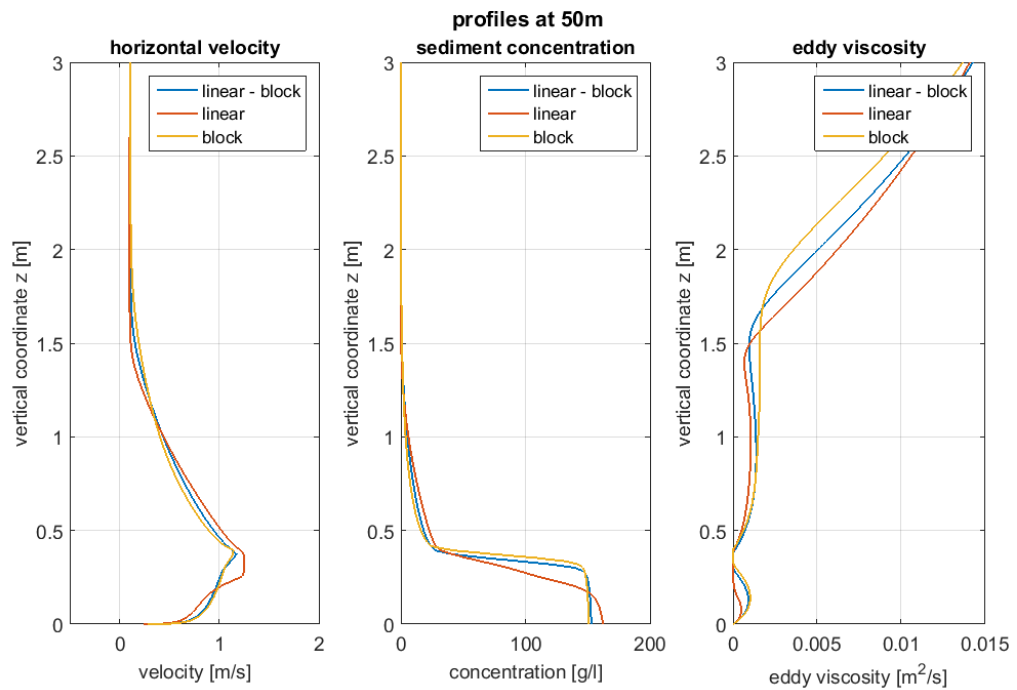 profiles at 50m
horizontal velocity
3
2.5
2
1.5
1
0.5
0
vertical coordinate z [m]
linear - block
linear
block
0
1
2
velocity [m/s]
sediment concentration
3
2.5
2
1.5
1
0.5
0
vertical coordinate z [m]
linear - block
linear
block
0
100
200
concentration [g/l]
eddy viscosity
3
2.5
2
1.5
1
0.5
0
vertical coordinate z [m]
linear - block
linear
block
0
0.005
0.01
0.015
eddy viscosity [m²/s]